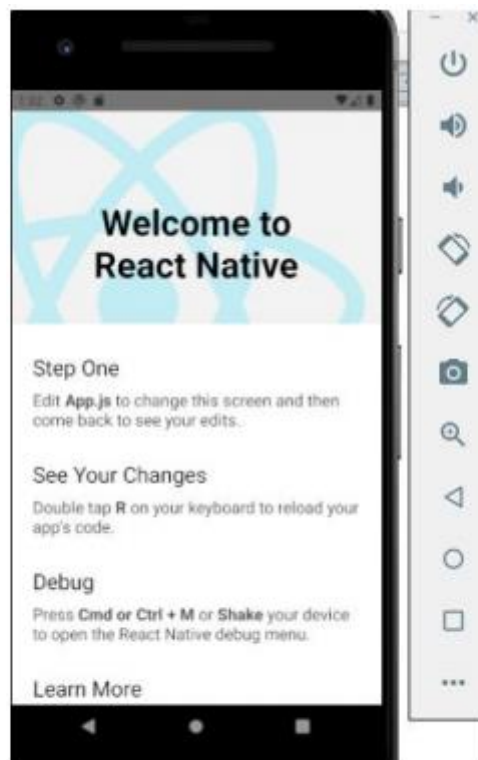 Welcome to
React Native
Step One
Edit App.js to change this screen and then
come back to see your edits.
See Your Changes
Double tap R on your keyboard to reload your
app's code.
Debug
Press Cmd or Ctrl + M or Shake your device
to open the React Native debug menu.
Learn More